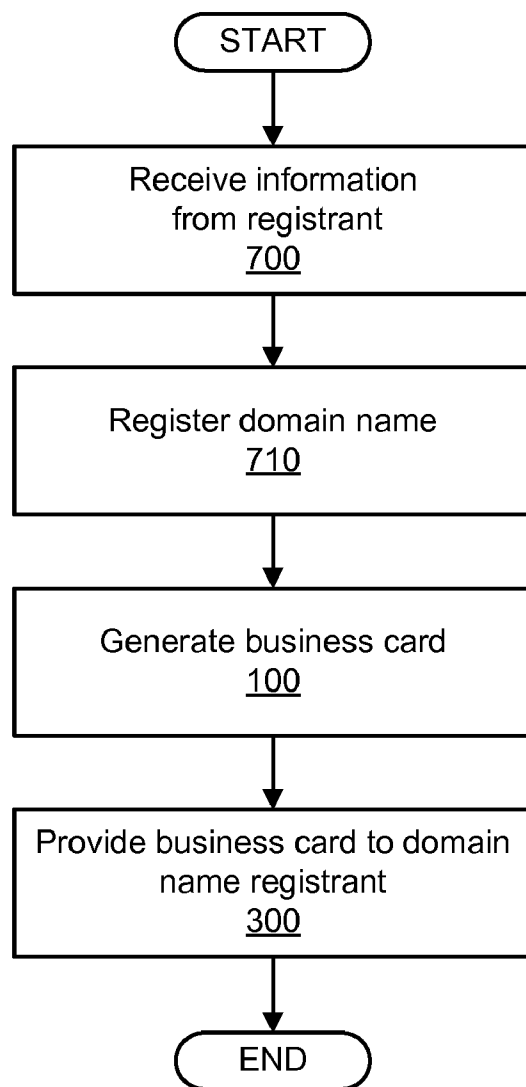 START
Receive information
from registrant
700
Register domain name
710
Generate business card
100
Provide business card to domain
name registrant
300
END